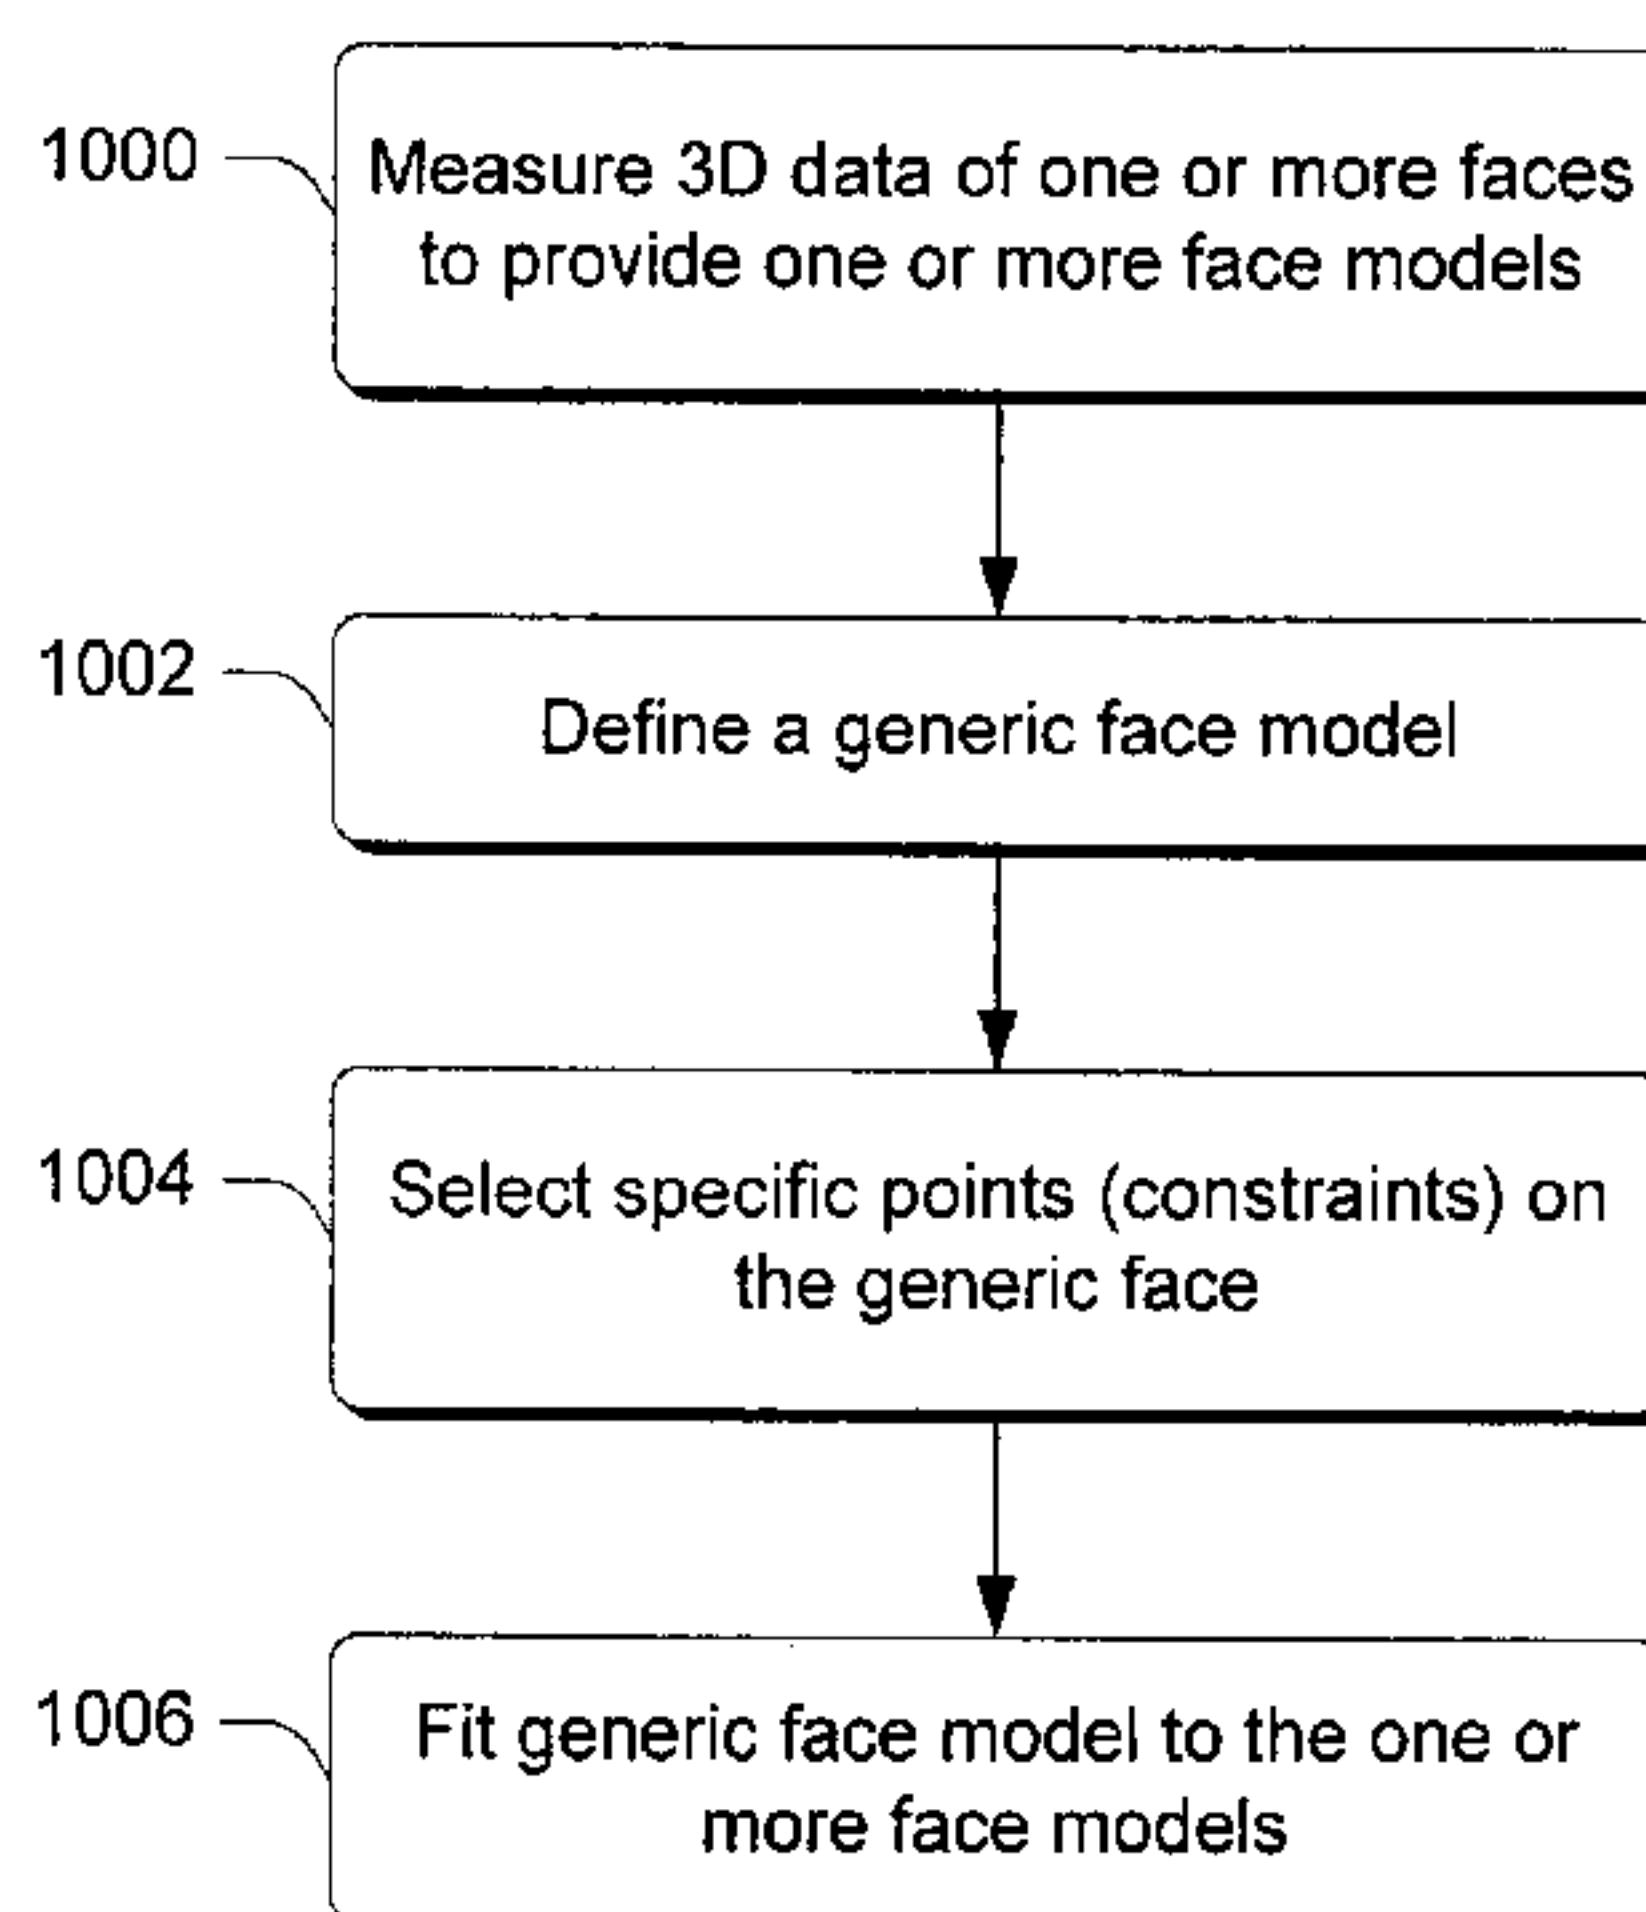 1000
Measure 3D data of one or more faces
to provide one or more face models
1002
Define a generic face model
1004
Select specific points (constraints) on
the generic face
1006
Fit generic face model to the one or
more face models